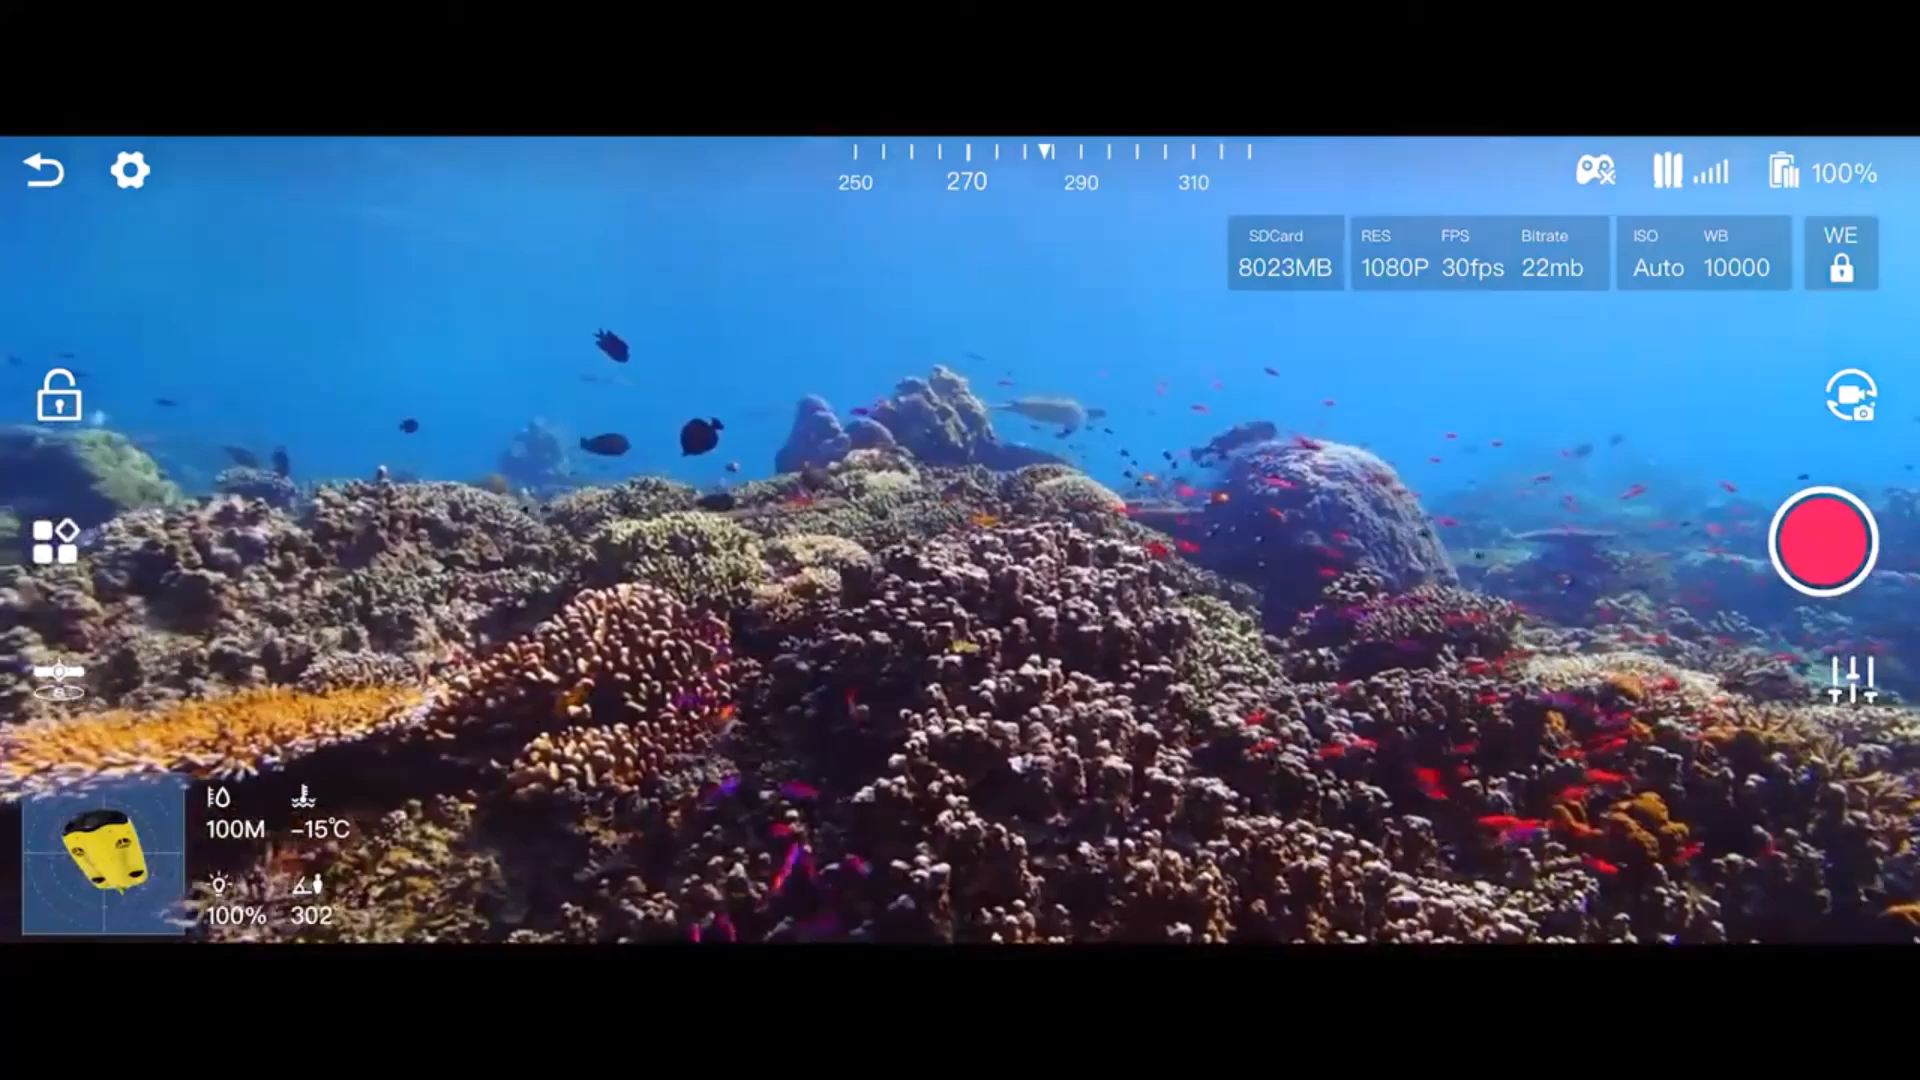 250 270 290 310
100%
SDCard RES FPS Bitrate ISO WB WE
8023MB 1080P 30fps 22mb Auto 10000
100M -15℃
100% 302°